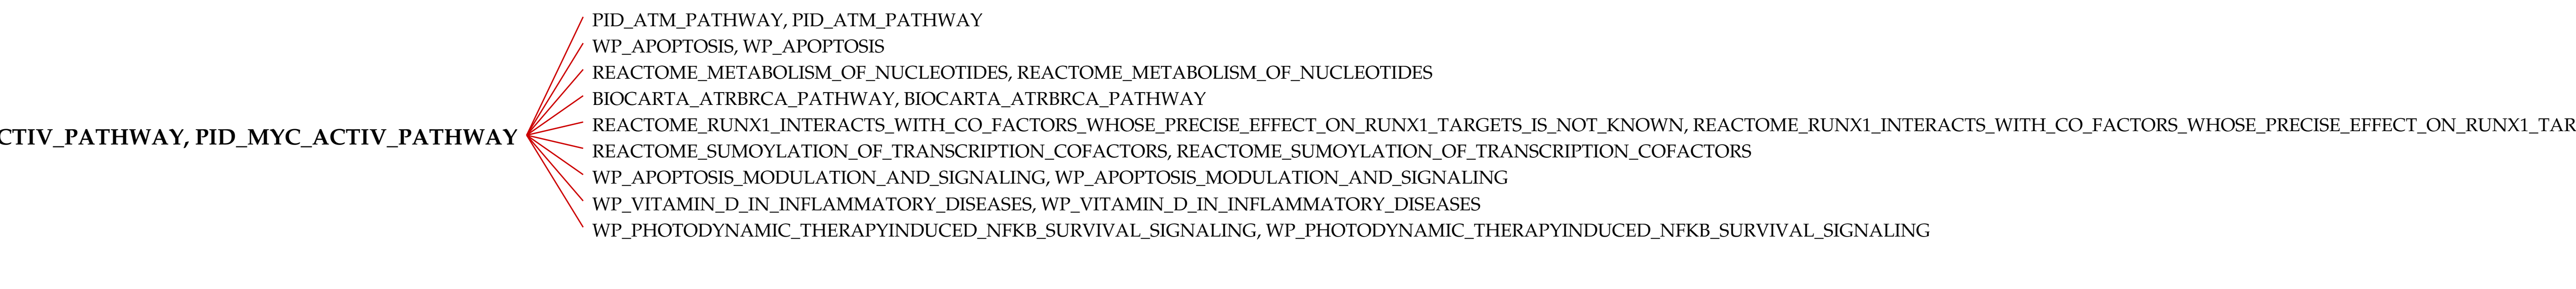 PID_ATM_PATHWAY, PID_ATM_PATHWAY
WP_APOPTOSIS, WP_APOPTOSIS
REACTOME_METABOLISM_OF_NUCLEOTIDES, REACTOME_METABOLISM_OF_NUCLEOTIDES
BIOCARTA_ATRBRCA_PATHWAY, BIOCARTA_ATRBRCA_PATHWAY
REACTOME_RUNX1_INTERACTS_WITH_CO_FACTORS_WHOSE_PRECISE_EFFECT_ON_RUNX1_TARGETS_IS_NOT_KNOWN, REACTOME_RUNX1_INTERACTS_WITH_CO_FACTORS_WHOSE_PRECISE_EFFECT_ON_RUNX1_TAR
CTIV_PATHWAY, PID_MYC_ACTIV_PATHWAY
REACTOME_SUMOYLATION_OF_TRANSCRIPTION_COFACTORS, REACTOME_SUMOYLATION_OF_TRANSCRIPTION_COFACTORS
WP_APOPTOSIS_MODULATION_AND_SIGNALING, WP_APOPTOSIS_MODULATION_AND_SIGNALING
WP_VITAMIN_D_IN_INFLAMMATORY_DISEASES, WP_VITAMIN_D_IN_INFLAMMATORY_DISEASES
WP_PHOTODYNAMIC_THERAPYINDUCED_NFKB_SURVIVAL_SIGNALING, WP_PHOTODYNAMIC_THERAPYINDUCED_NFKB_SURVIVAL_SIGNALING